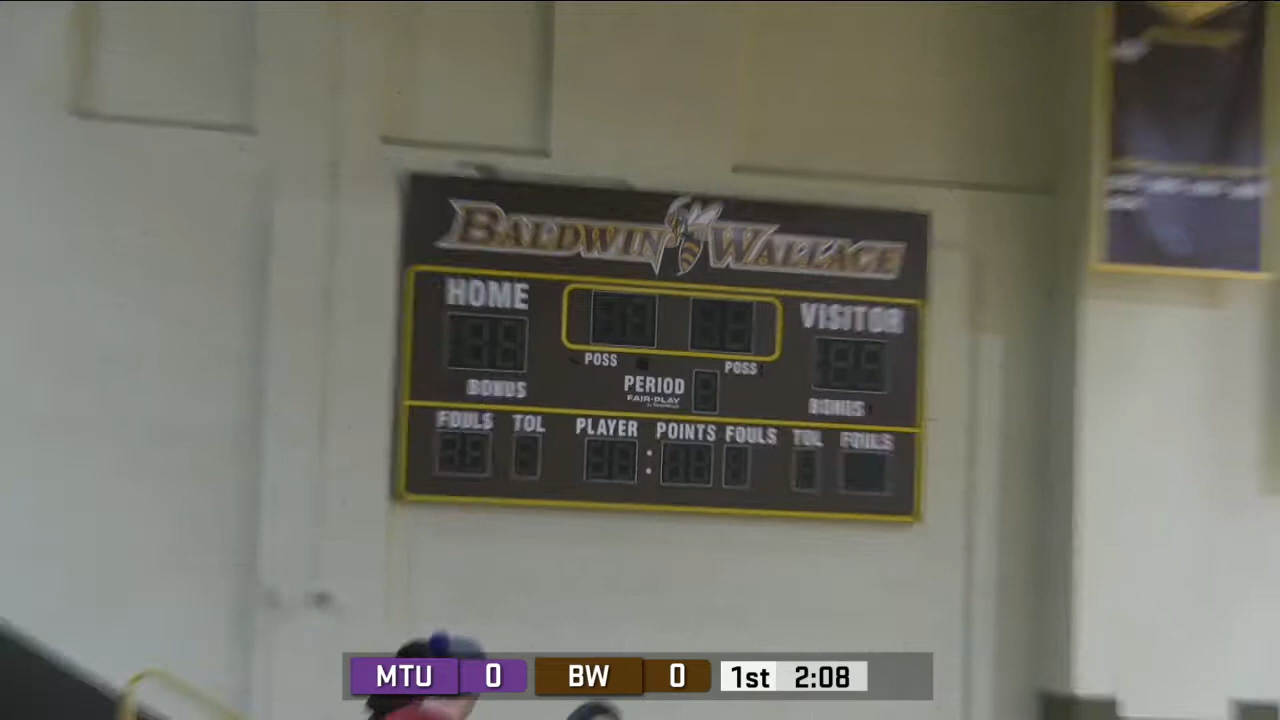 BALDWIN WALLACE
HOME
VISITOR
POSS
POSS
PERIOD
FAIR-PLAY
BONUS
BONUS
FOULS TOL PLAYER POINTS FOULS TOL FOULS
MTU 0 BW 0 1st 2:08